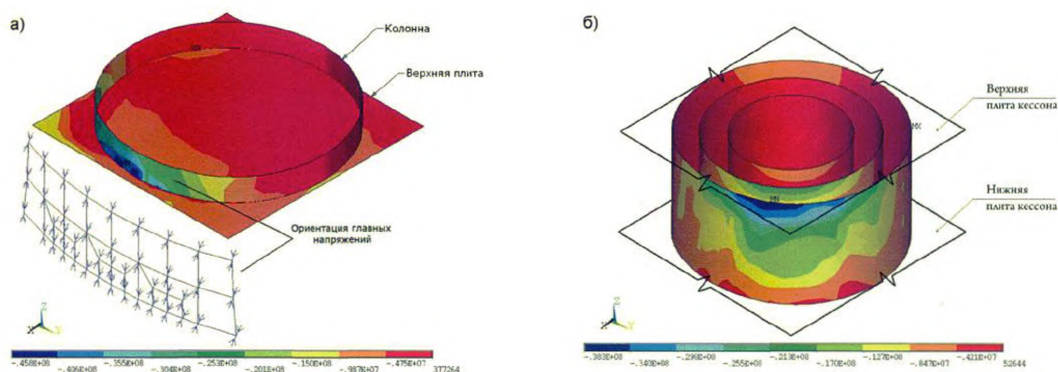 а)
Колонна
Верхняя плита
Ориентация главных
напряжений
Z
X
Y
-.458E+08
-.406E+08
-.355E+08
-.304E+08
-.253E+08
-.201E+08
-.150E+08
-.987E+07
-.475E+07
377264
б)
Верхняя
плита кессона
MX
MN
Нижняя
плита кессона
Z
X
Y
-.383E+08
-.340E+08
-.298E+08
-.255E+08
-.213E+08
-.170E+08
-.127E+08
-.847E+07
-.421E+07
52644